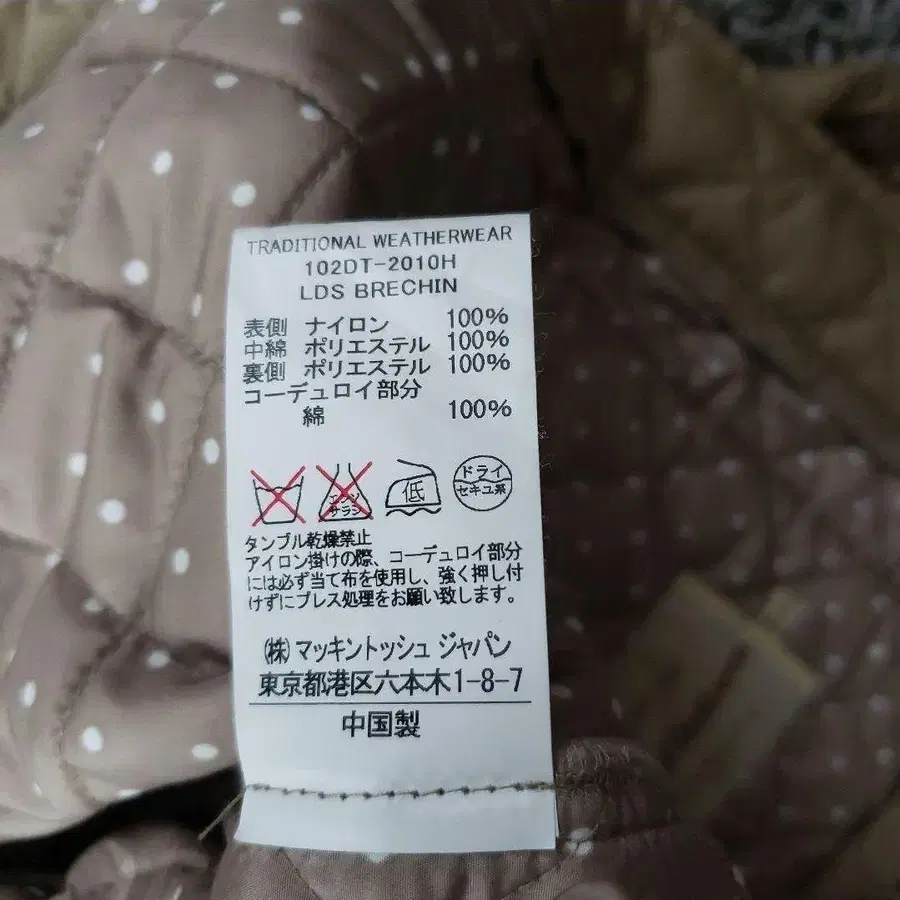 TRADITIONAL WEATHERWEAR
102DT-2010H
LDS BRECHIN
表側 ナイロン 100%
中綿 ポリエステル 100%
裏側 ポリエステル 100%
コーデュロイ部分
綿 100%
エンソ
サラシ
低
ドライ
セキユ系
タンブル乾燥禁止
アイロン掛けの際、コーデュロイ部分
には必ず当て布を使用し、強く押し付
けずにプレス処理をお願い致します。
㈱マッキントッシュ ジャパン
東京都港区六本木1-8-7
中国製